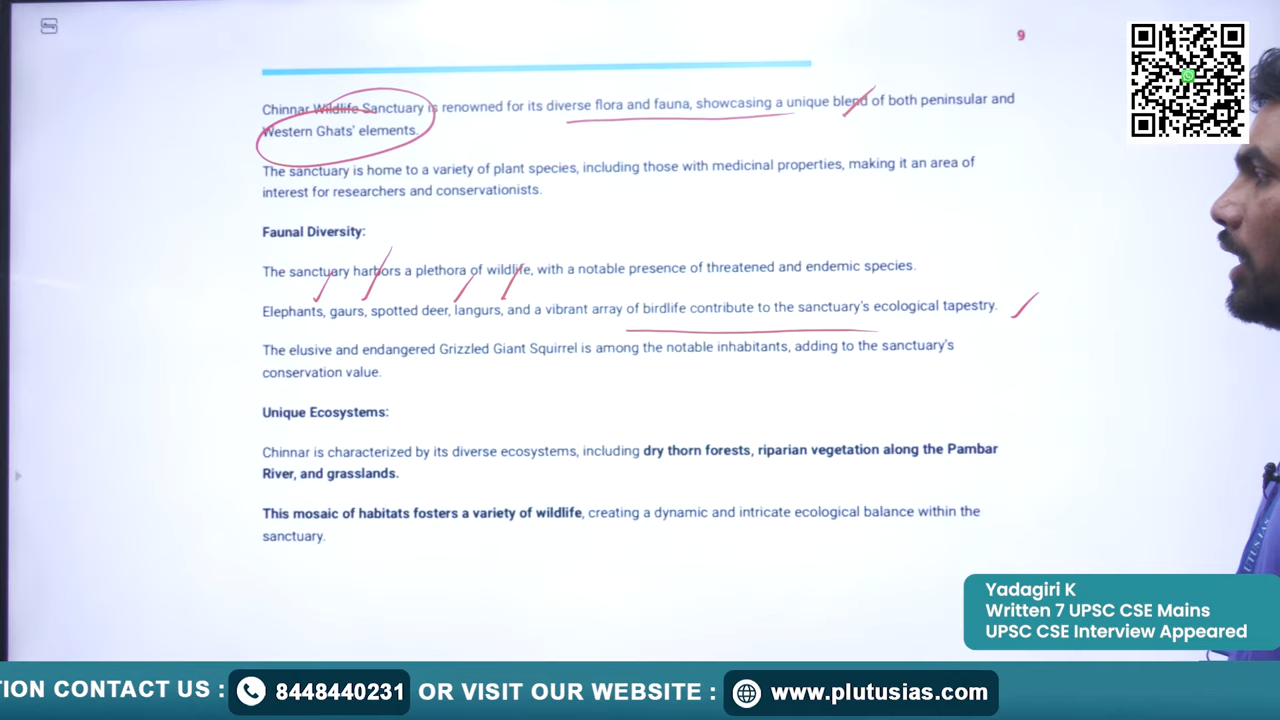 9
Chinnar Wildlife Sanctuary is renowned for its diverse flora and fauna, showcasing a unique blend of both peninsular and
Western Ghats' elements.
The sanctuary is home to a variety of plant species, including those with medicinal properties, making it an area of
interest for researchers and conservationists.
Faunal Diversity:
The sanctuary harbors a plethora of wildlife, with a notable presence of threatened and endemic species.
Elephants, gaurs, spotted deer, langurs, and a vibrant array of birdlife contribute to the sanctuary's ecological tapestry.
The elusive and endangered Grizzled Giant Squirrel is among the notable inhabitants, adding to the sanctuary's
conservation value.
Unique Ecosystems:
Chinnar is characterized by its diverse ecosystems, including dry thorn forests, riparian vegetation along the Pambar
River, and grasslands.
This mosaic of habitats fosters a variety of wildlife, creating a dynamic and intricate ecological balance within the
sanctuary.
UTUS IAS
Yadagiri K
Written 7 UPSC CSE Mains
UPSC CSE Interview Appeared
TION CONTACT US : 8448440231 OR VISIT OUR WEBSITE : www.plutusias.com